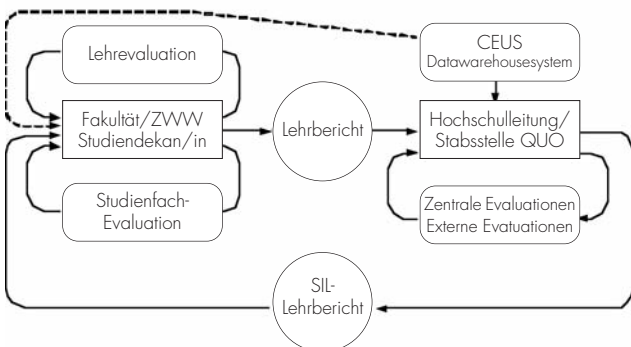 Lehrevaluation
CEUS
Datawarehousesystem
Fakultät/ZWW
Studiendekan/in
Lehrbericht
Hochschulleitung/
Stabsstelle QUO
Studienfach-
Evaluation
Zentrale Evaluationen
Externe Evatuationen
SIL-
Lehrbericht